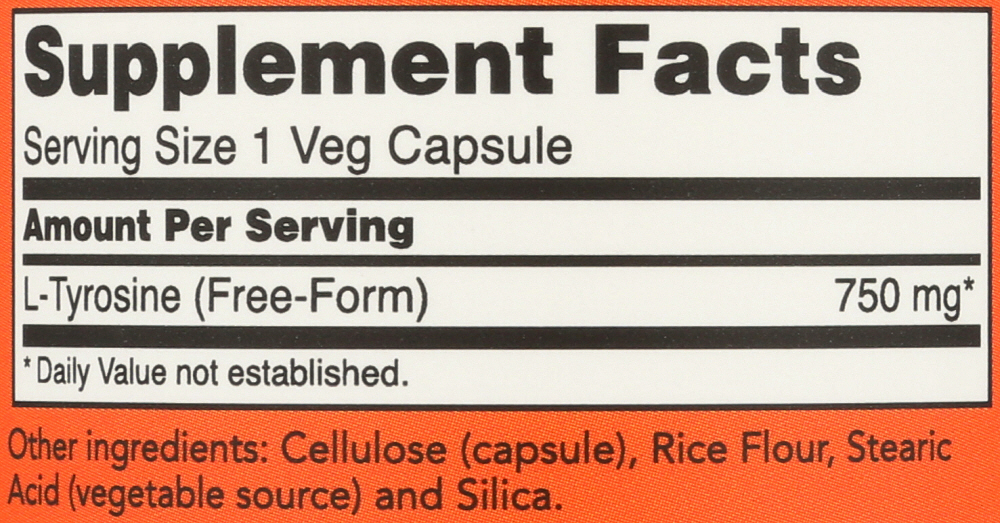 Supplement Facts
Serving Size 1 Veg Capsule
Amount Per Serving
L-Tyrosine (Free-Form) 750 mg*
* Daily Value not established.
Other ingredients: Cellulose (capsule), Rice Flour, Stearic
Acid (vegetable source) and Silica.